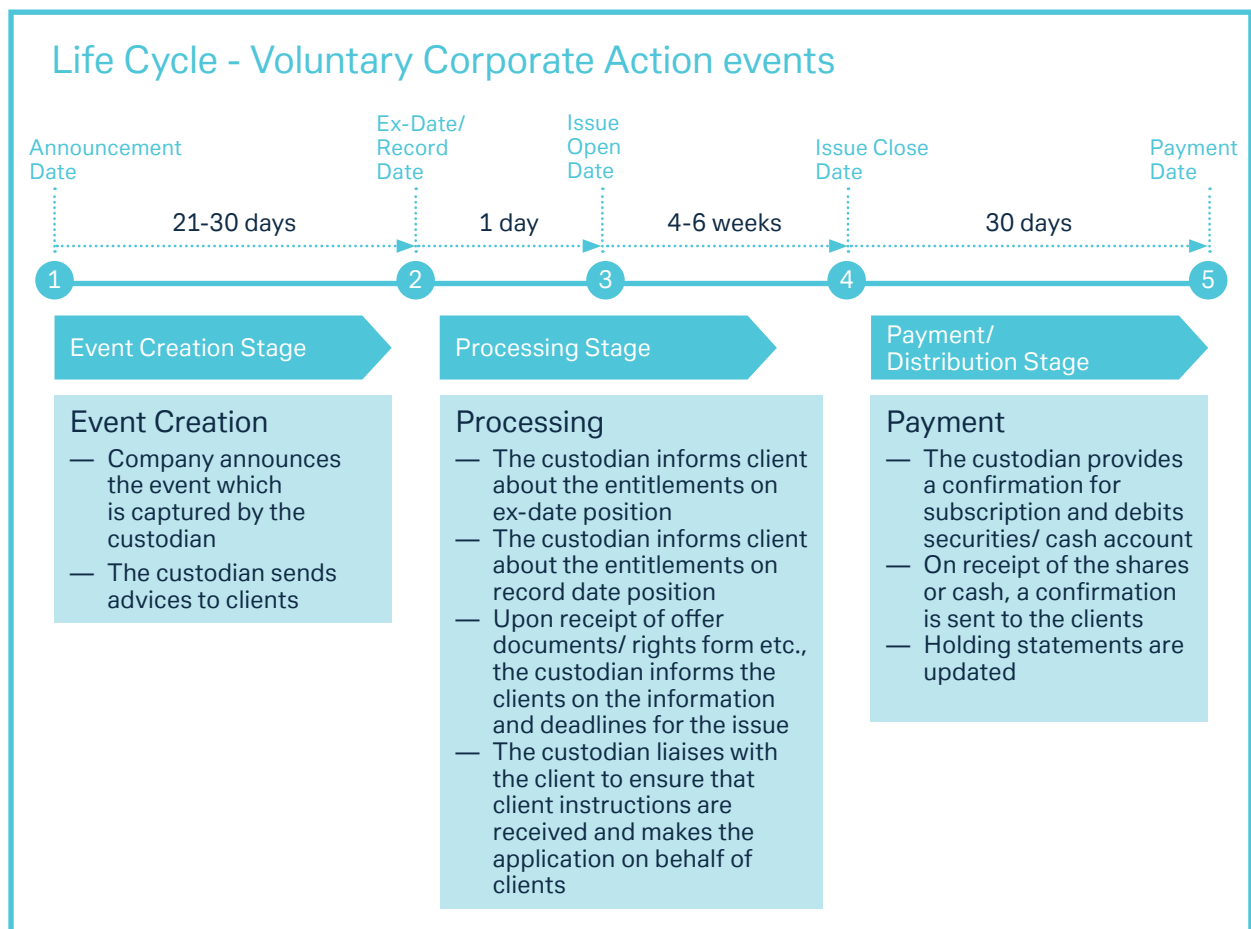 Life Cycle - Voluntary Corporate Action events
Announcement
Date
Ex-Date/
Record
Date
Issue
Open
Date
Issue Close
Date
Payment
Date
21-30 days
1 day
4-6 weeks
30 days
1
2
3
4
5
Event Creation Stage
Processing Stage
Payment/
Distribution Stage
Event Creation
— Company announces
the event which
is captured by the
custodian
— The custodian sends
advices to clients
Processing
— The custodian informs client
about the entitlements on
ex-date position
— The custodian informs client
about the entitlements on
record date position
— Upon receipt of offer
documents/ rights form etc.,
the custodian informs the
clients on the information
and deadlines for the issue
— The custodian liaises with
the client to ensure that
client instructions are
received and makes the
application on behalf of
clients
Payment
— The custodian provides
a confirmation for
subscription and debits
securities/ cash account
— On receipt of the shares
or cash, a confirmation
is sent to the clients
— Holding statements are
updated